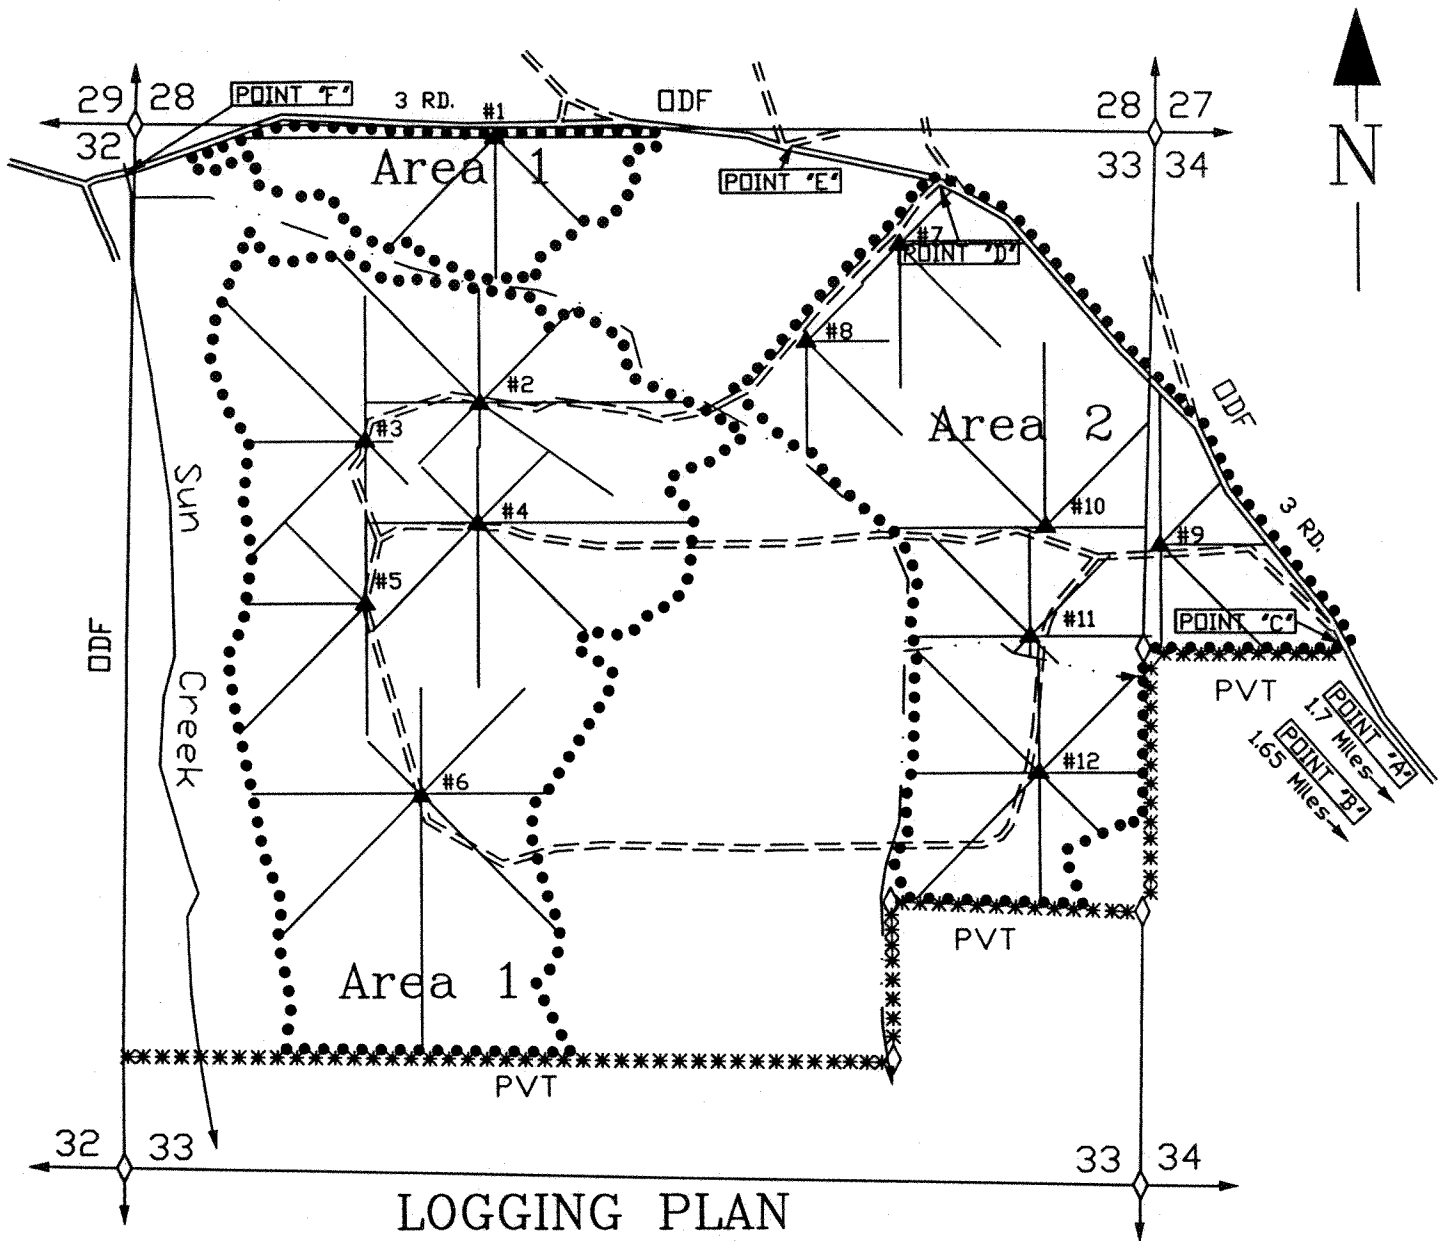 29 28
POINT "F"
3 RD.
#1
ODF
28 27
32
33 34
N
Area 1
POINT "E"
#7
POINT "D"
#8
#2
ODF
#3
Area 2
Sun
#4
#10
3 RD.
#9
#5
#11
POINT "C"
ODF
Creek
PVT
POINT "A"
1.7 Miles
POINT "B"
1.65 Miles
#6
#12
PVT
Area 1
PVT
32 33
33 34
LOGGING PLAN